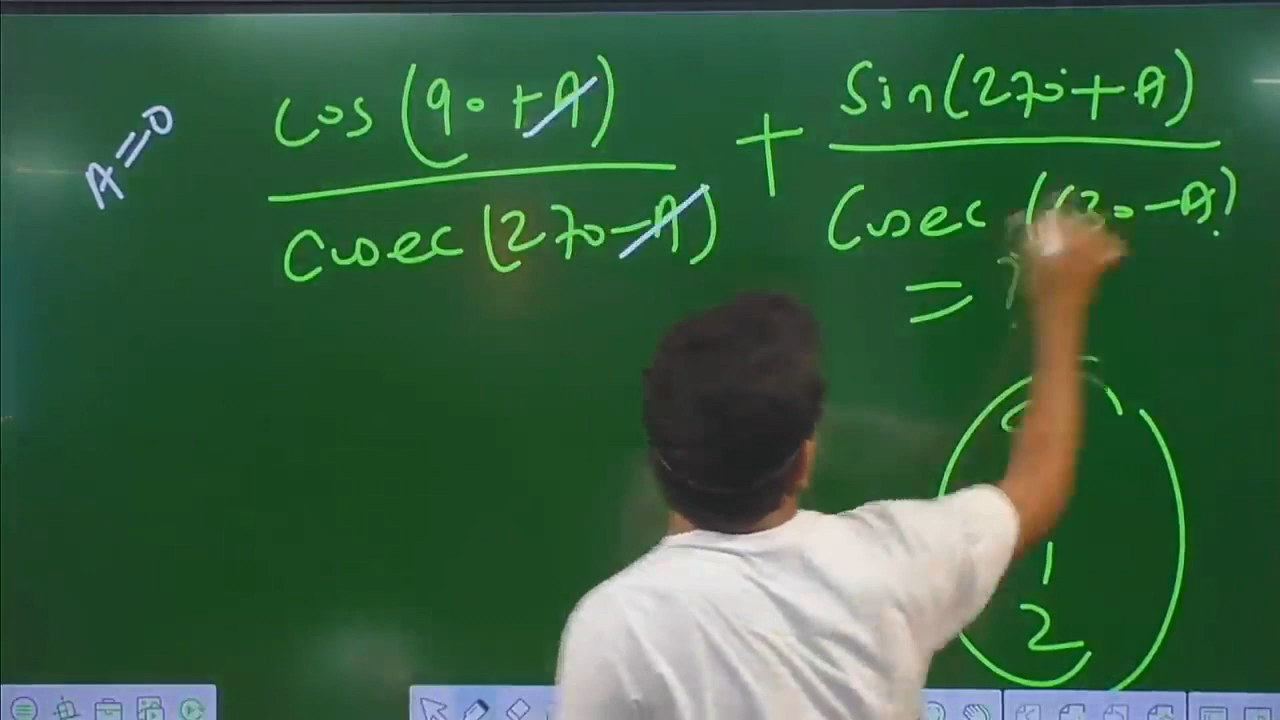 A=0
cos(90+A)
cosec(270-A)
+
sin(270+A)
Cosec
-A)
=
1
2